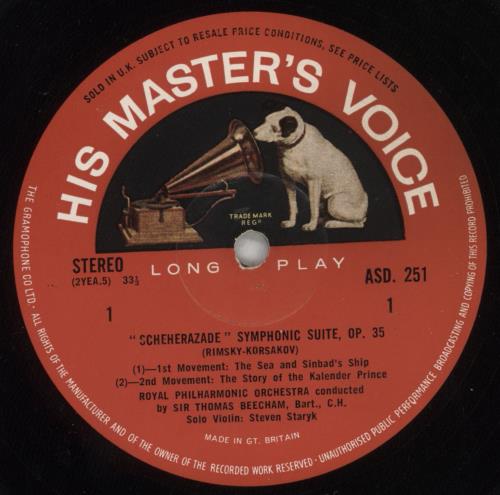 SOLD IN U.K. SUBJECT TO RESALE PRICE CONDITIONS, SEE PRICE LISTS
HIS MASTER'S VOICE
TRADE MARK
REGD
STEREO
(2YEA.5) 33⅓
LONG PLAY
ASD. 251
1
1
"SCHEHERAZADE" SYMPHONIC SUITE, OP. 35
(RIMSKY-KORSAKOV)
(1)—1st Movement: The Sea and Sinbad's Ship
(2)—2nd Movement: The Story of the Kalender Prince
ROYAL PHILHARMONIC ORCHESTRA conducted
by SIR THOMAS BEECHAM, Bart., C.H.
Solo Violin: Steven Staryk
MADE IN GT. BRITAIN
THE GRAMOPHONE CO LTD · ALL RIGHTS OF THE MANUFACTURER AND OF THE OWNER OF THE RECORDED WORK RESERVED · UNAUTHORISED PUBLIC PERFORMANCE BROADCASTING AND COPYING OF THIS RECORD PROHIBITED